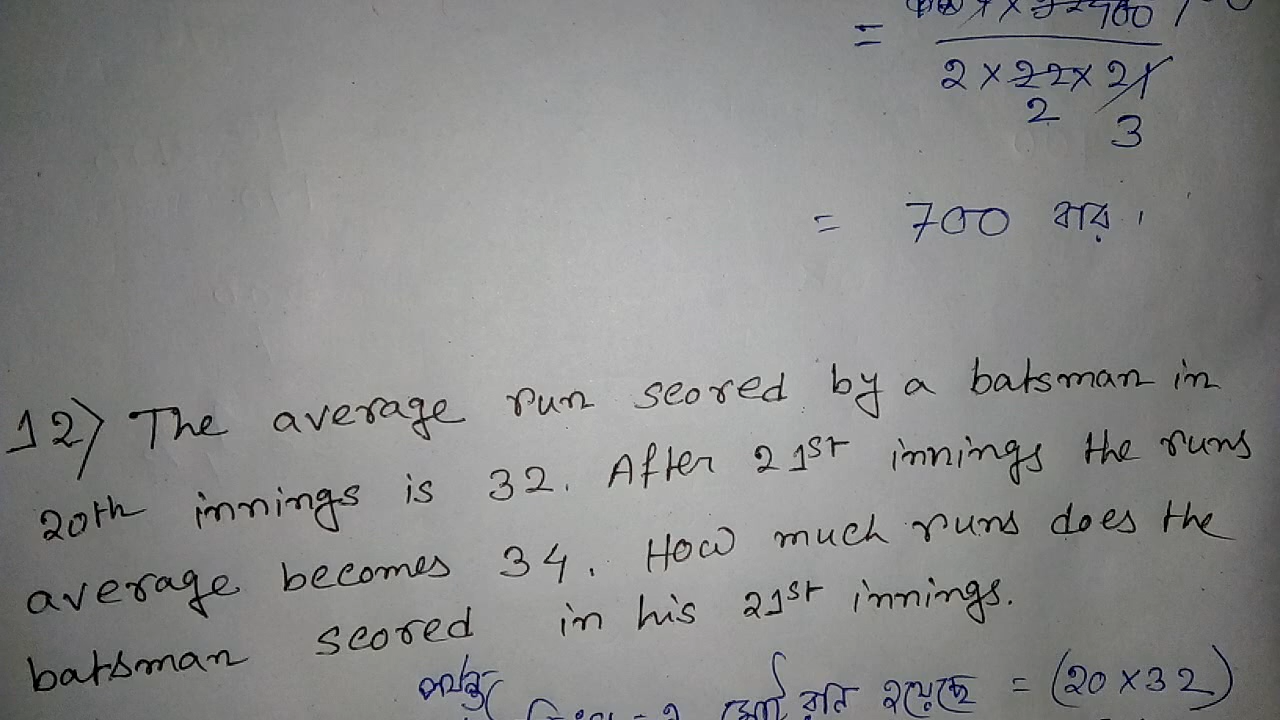 =
2 × 22 × 21
2 3
= 700 বার।
12) The average run scored by a batsman in
20th innings is 32. After 21st innings the runs
average becomes 34. How much runs does the
batsman scored in his 21st innings.
রান হয়েছে = (20 × 32)